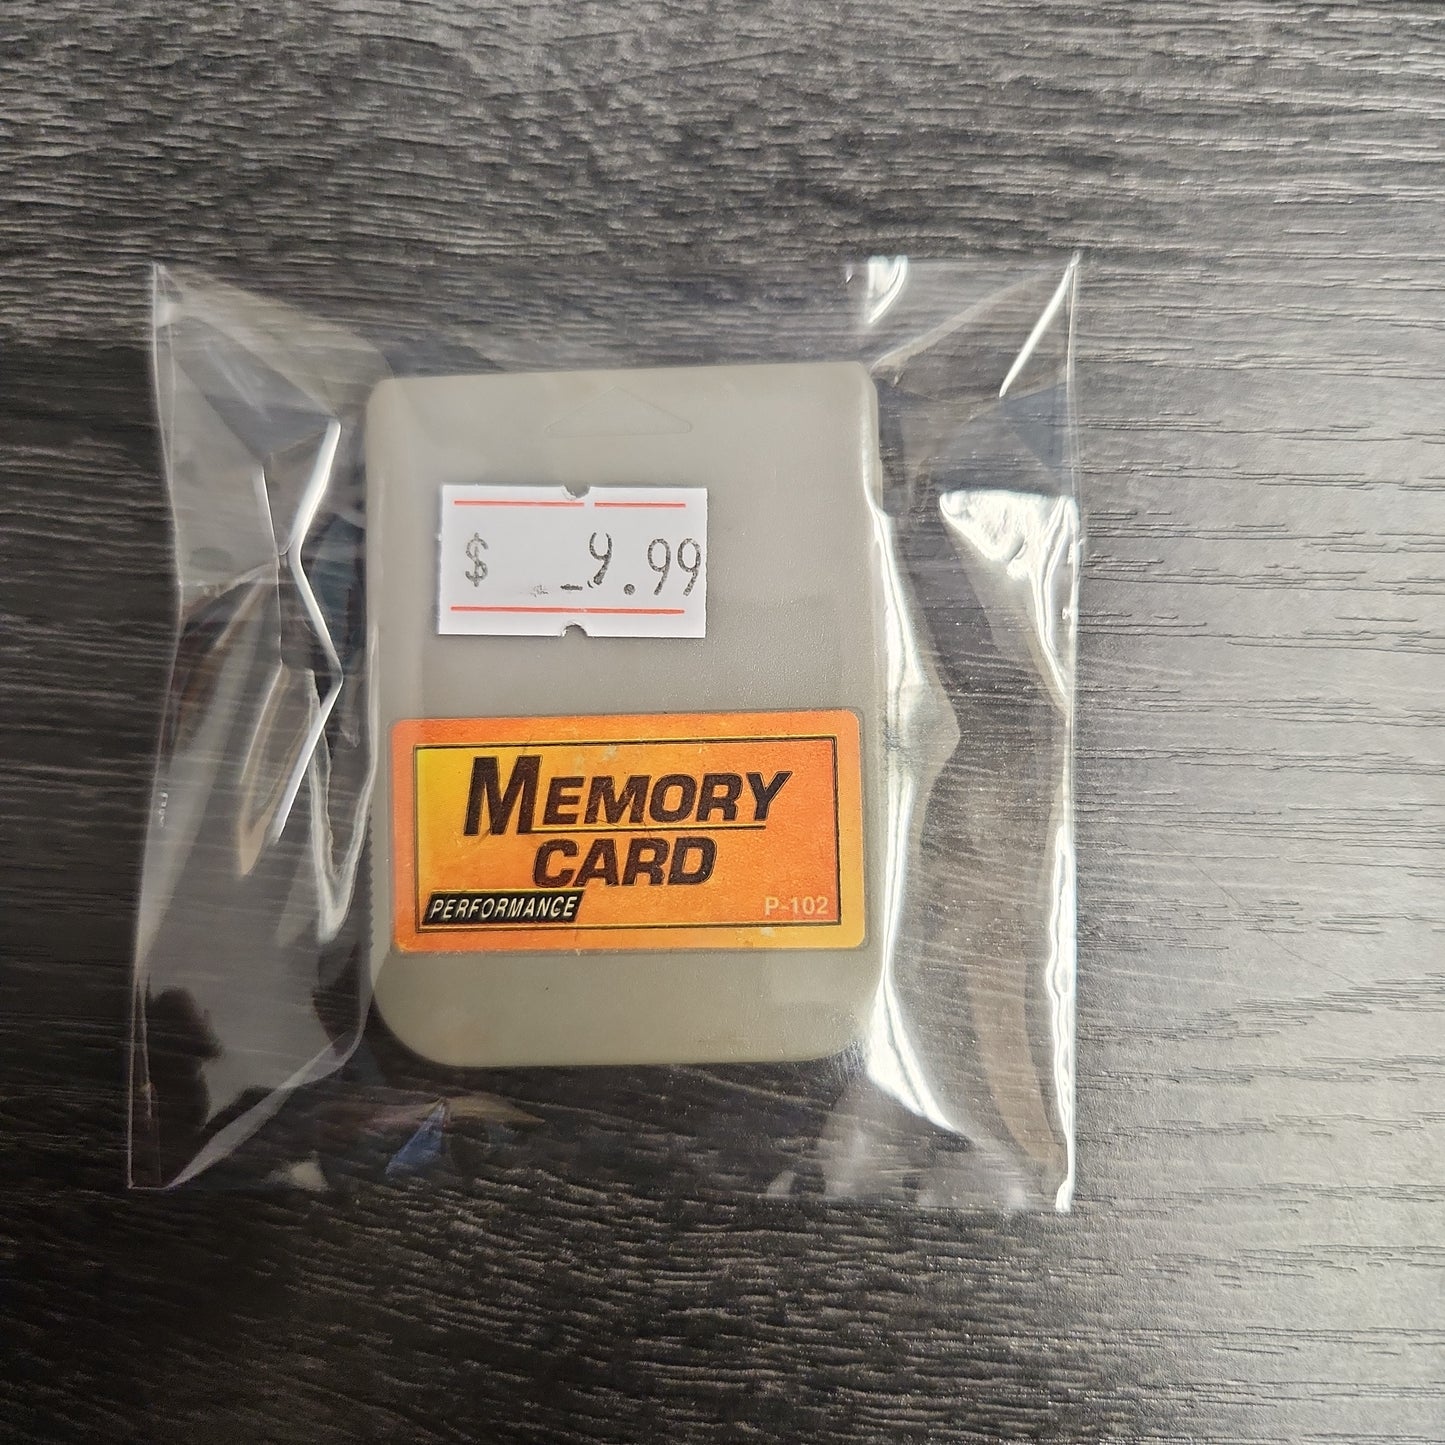 $ 9.99
MEMORY
CARD
PERFORMANCE
P-102